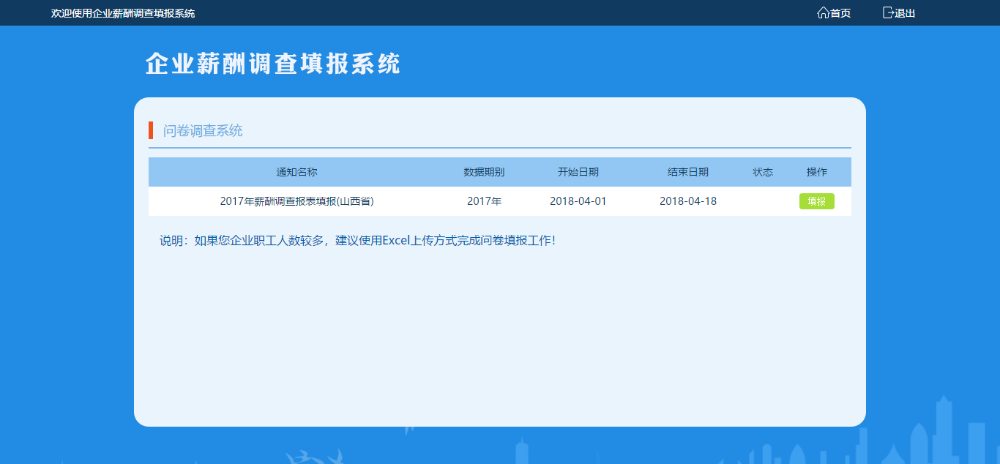 欢迎使用企业薪酬调查填报系统 首页 退出
企业薪酬调查填报系统
问卷调查系统
通知名称 数据期别 开始日期 结束日期 状态 操作
2017年薪酬调查报表填报(山西省) 2017年 2018-04-01 2018-04-18 填报
说明：如果您企业职工人数较多，建议使用Excel上传方式完成问卷填报工作！